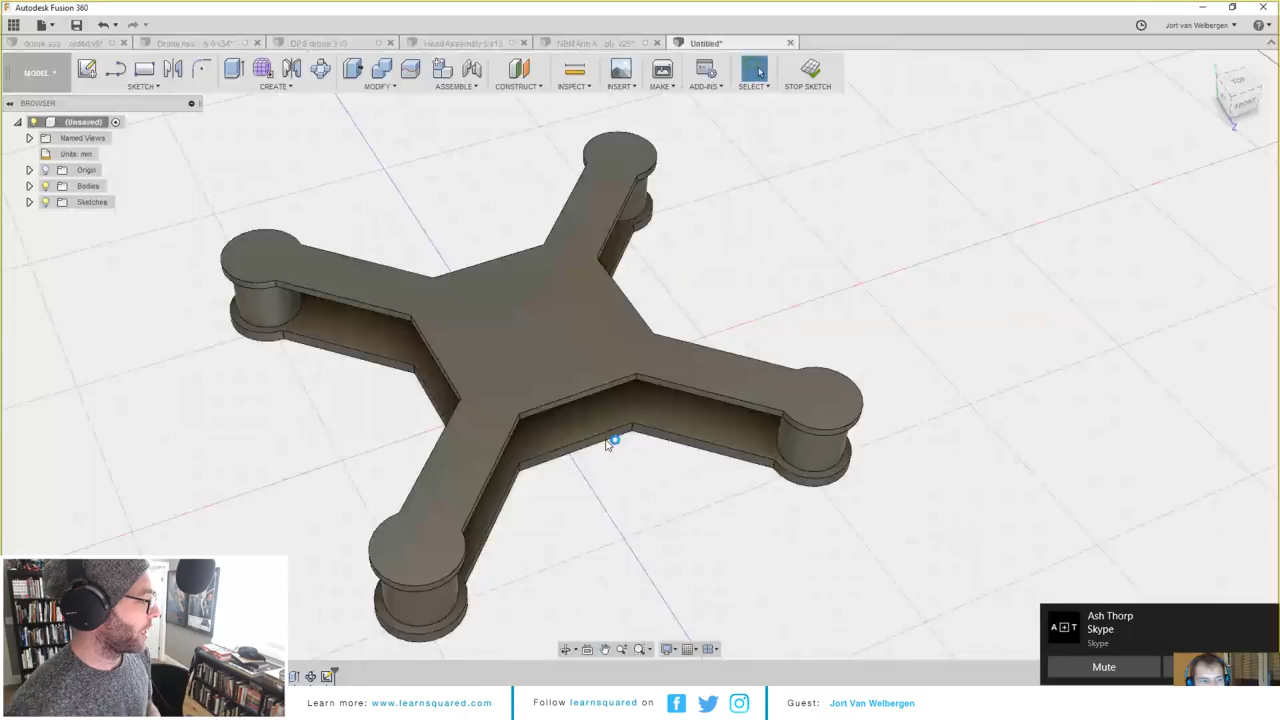 Autodesk Fusion 360
Jort van Welbergen
Untitled*
MODEL
SKETCH
CREATE
MODIFY
ASSEMBLE
CONSTRUCT
INSPECT
INSERT
MAKE
ADD-INS
SELECT
STOP SKETCH
BROWSER
(Unsaved)
Named Views
Units: mm
Origin
Bodies
Sketches
TOP
FRONT
Z
Ash Thorp
Skype
Skype
A T
Mute
Learn more: www.learnsquared.com
Follow learnsquared on
Guest: Jort Van Welbergen